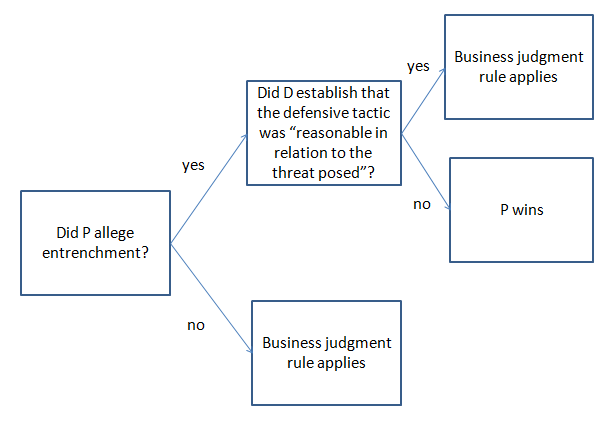 Did P allege
entrenchment?
yes
no
Did D establish that
the defensive tactic
was “reasonable in
relation to the
threat posed”?
yes
no
Business judgment
rule applies
P wins
Business judgment
rule applies